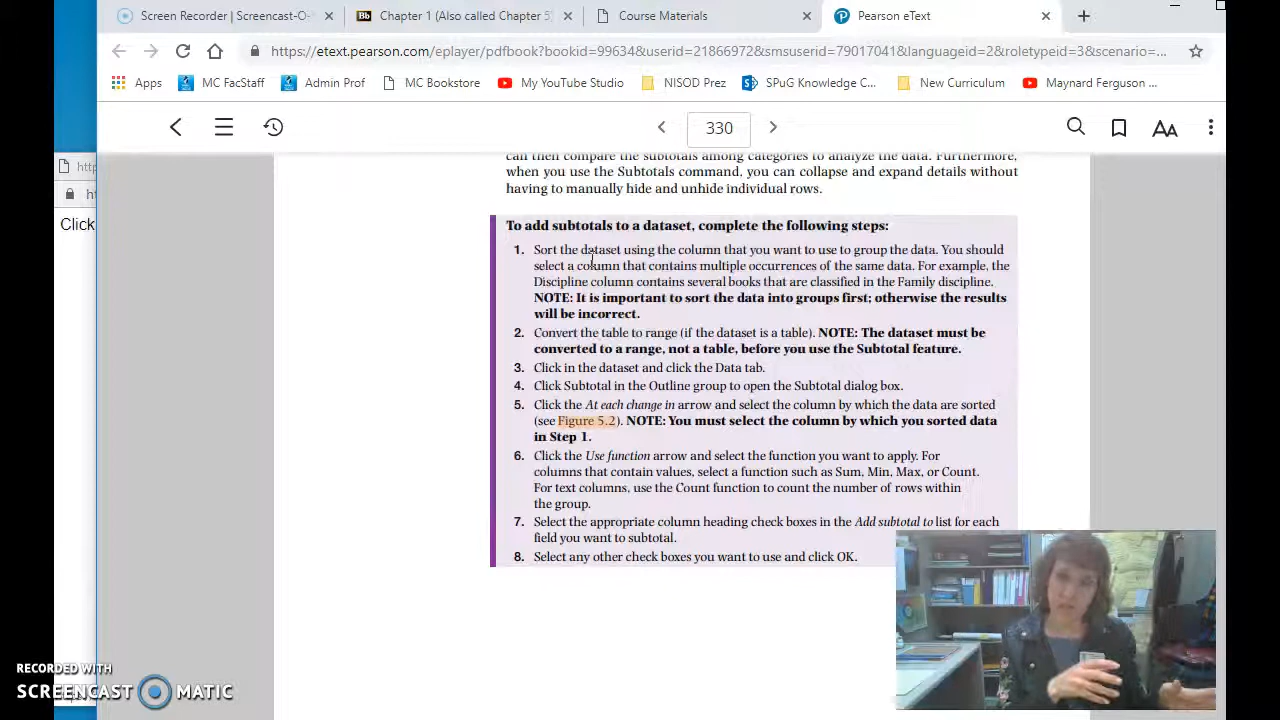 Screen Recorder | Screencast-O-
Chapter 1 (Also called Chapter 5
Course Materials
Pearson eText
https://etext.pearson.com/eplayer/pdfbook?bookid=99634&userid=21866972&smsuserid=79017041&languageid=2&roletypeid=3&scenario=...
Apps
MC FacStaff
Admin Prof
MC Bookstore
My YouTube Studio
NISOD Prez
SPuG Knowledge C...
New Curriculum
Maynard Ferguson ...
330
Click
can then compare the subtotals among categories to analyze the data. Furthermore,
when you use the Subtotals command, you can collapse and expand details without
having to manually hide and unhide individual rows.
To add subtotals to a dataset, complete the following steps:
1. Sort the dataset using the column that you want to use to group the data. You should
select a column that contains multiple occurrences of the same data. For example, the
Discipline column contains several books that are classified in the Family discipline.
NOTE: It is important to sort the data into groups first; otherwise the results
will be incorrect.
2. Convert the table to range (if the dataset is a table). NOTE: The dataset must be
converted to a range, not a table, before you use the Subtotal feature.
3. Click in the dataset and click the Data tab.
4. Click Subtotal in the Outline group to open the Subtotal dialog box.
5. Click the At each change in arrow and select the column by which the data are sorted
(see Figure 5.2). NOTE: You must select the column by which you sorted data
in Step 1.
6. Click the Use function arrow and select the function you want to apply. For
columns that contain values, select a function such as Sum, Min, Max, or Count.
For text columns, use the Count function to count the number of rows within
the group.
7. Select the appropriate column heading check boxes in the Add subtotal to list for each
field you want to subtotal.
8. Select any other check boxes you want to use and click OK.
RECORDED WITH
SCREENCAST MATIC